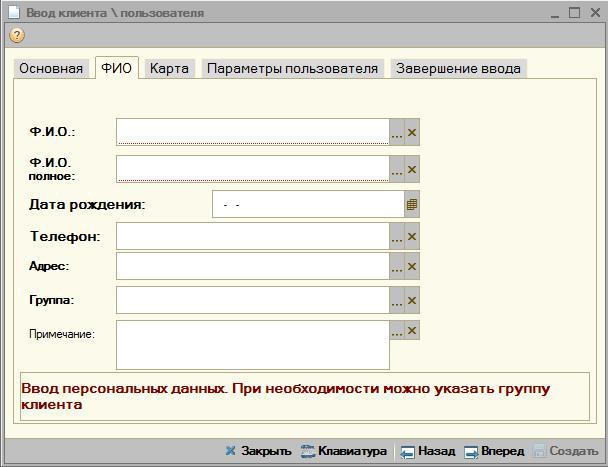 Ввод клиента \ пользователя
?
Основная ФИО Карта Параметры пользователя Завершение ввода
Ф.И.О.: ... ×
Ф.И.О.
полное: ... ×
Дата рождения: - -
Телефон: ... ×
Адрес: ... ×
Группа: ... ×
Примечание: ... ×
Ввод персональных данных. При необходимости можно указать группу
клиента
Закрыть Клавиатура Назад Вперед Создать